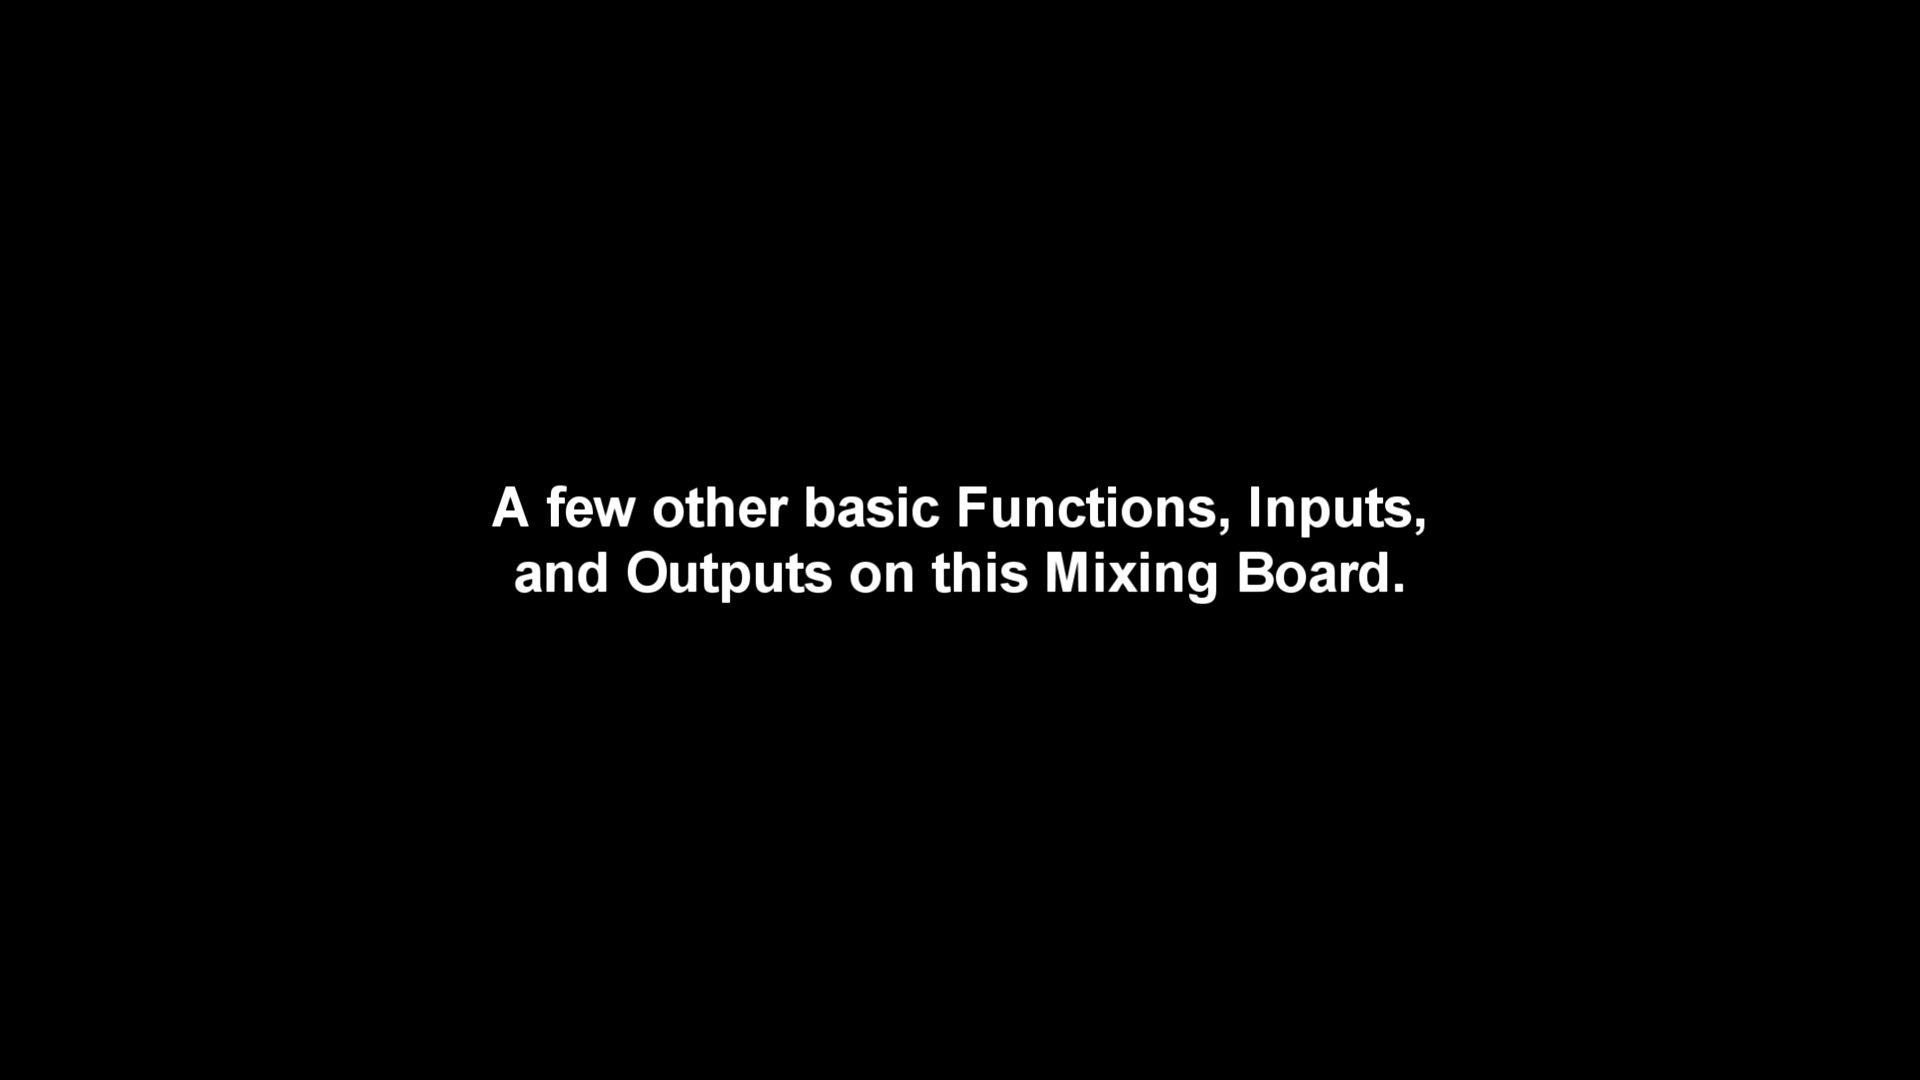 A few other basic Functions, Inputs,
and Outputs on this Mixing Board.